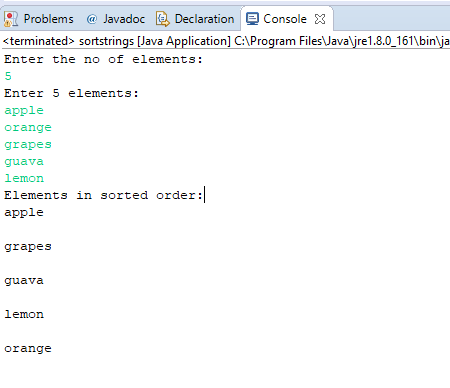 Problems @ Javadoc Declaration Console
<terminated> sortstrings [Java Application] C:\Program Files\Java\jre1.8.0_161\bin\ja
Enter the no of elements:
5
Enter 5 elements:
apple
orange
grapes
guava
lemon
Elements in sorted order:
apple
grapes
guava
lemon
orange